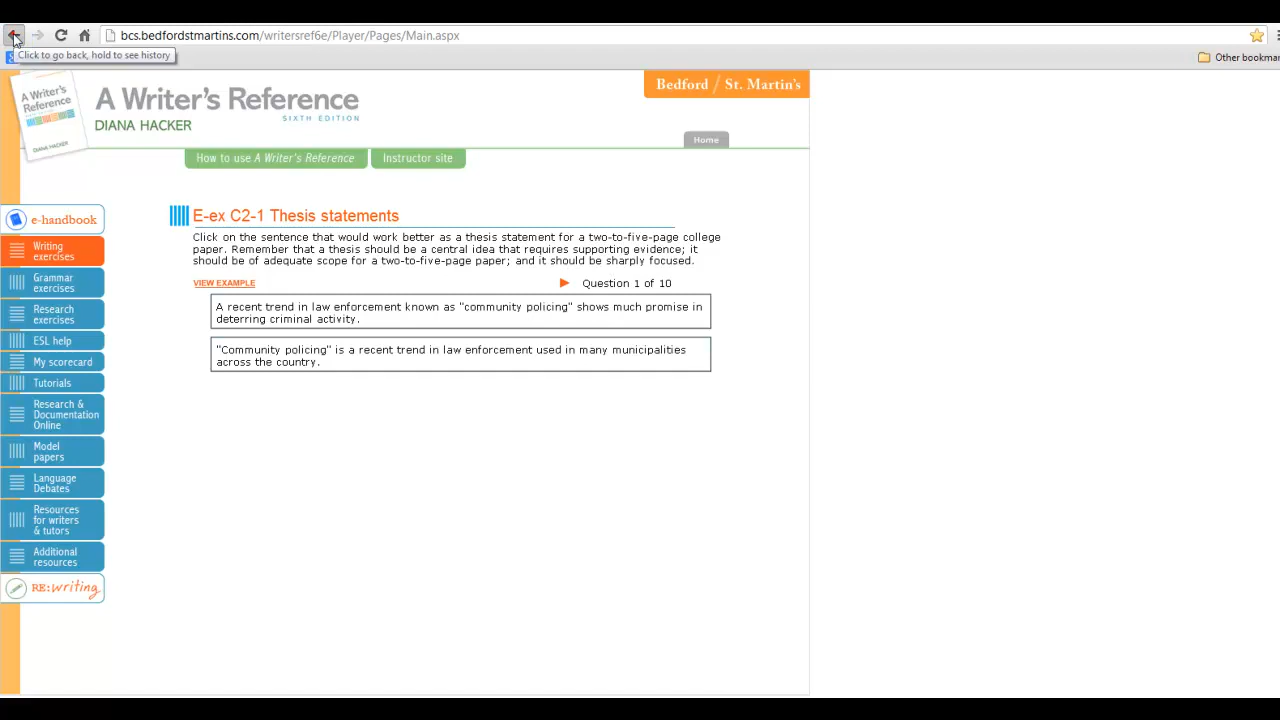 bcs.bedfordstmartins.com/writersref6e/Player/Pages/Main.aspx
Click to go back, hold to see history
Other bookmar
A Writer's
Reference
DIANA HACKER
A Writer's Reference
SIXTH EDITION
DIANA HACKER
Bedford / St. Martin's
Home
How to use A Writer's Reference
Instructor site
e-handbook
Writing
exercises
Grammar
exercises
Research
exercises
ESL help
My scorecard
Tutorials
Research &
Documentation
Online
Model
papers
Language
Debates
Resources
for writers
& tutors
Additional
resources
RE:writing
E-ex C2-1 Thesis statements
Click on the sentence that would work better as a thesis statement for a two-to-five-page college
paper. Remember that a thesis should be a central idea that requires supporting evidence; it
should be of adequate scope for a two-to-five-page paper; and it should be sharply focused.
VIEW EXAMPLE
Question 1 of 10
A recent trend in law enforcement known as "community policing" shows much promise in
deterring criminal activity.
"Community policing" is a recent trend in law enforcement used in many municipalities
across the country.